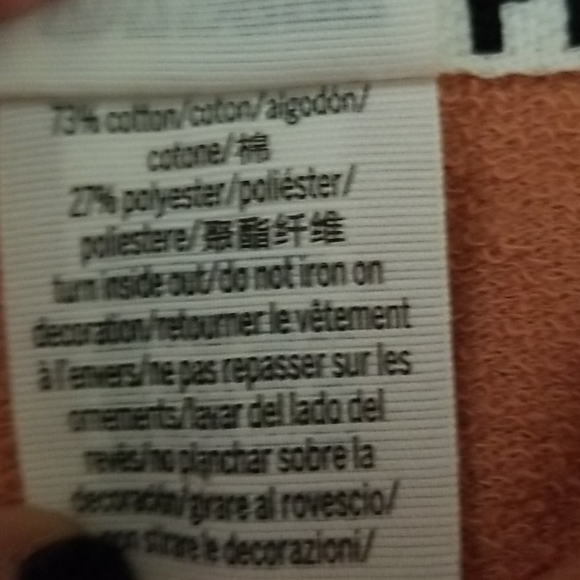 73% cotton/coton/algodón/
cotone/棉
27% polyester/poliéster/
poliestere/聚酯纤维
turn inside out/do not iron on
decoration/retourner le vêtement
à l'envers/ne pas repasser sur les
ornements/lavar del lado del
revés/no planchar sobre la
decoración/girare al rovescio/
non stirare le decorazioni/